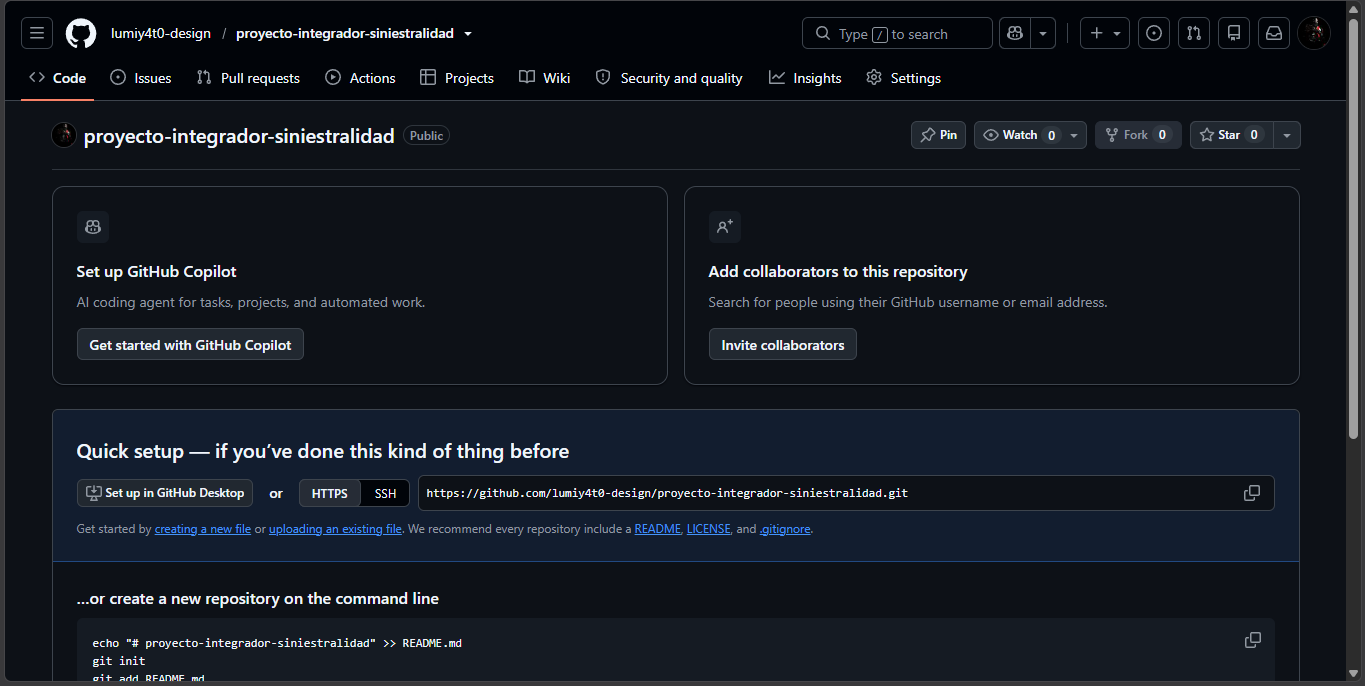 lumiy4t0-design / proyecto-integrador-siniestralidad
Type / to search
Code Issues Pull requests Actions Projects Wiki Security and quality Insights Settings
proyecto-integrador-siniestralidad Public
Pin Watch 0 Fork 0 Star 0
Set up GitHub Copilot
AI coding agent for tasks, projects, and automated work.
Get started with GitHub Copilot
Add collaborators to this repository
Search for people using their GitHub username or email address.
Invite collaborators
Quick setup — if you’ve done this kind of thing before
Set up in GitHub Desktop or HTTPS SSH https://github.com/lumiy4t0-design/proyecto-integrador-siniestralidad.git
Get started by creating a new file or uploading an existing file. We recommend every repository include a README, LICENSE, and .gitignore.
...or create a new repository on the command line
echo "# proyecto-integrador-siniestralidad" >> README.md
git init
git add README.md